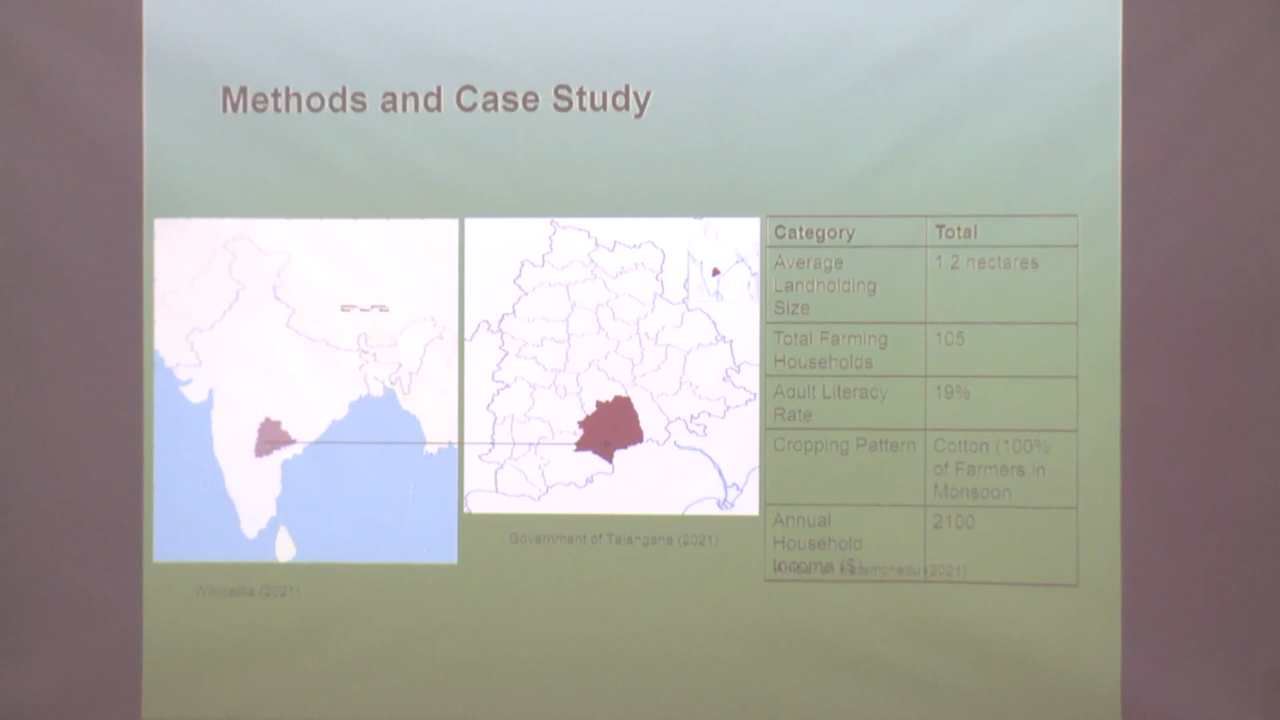 Methods and Case Study
Category Total
Average
Landholding
Size
1.2 hectares
Total Farming
Households
105
Adult Literacy
Rate
19%
Cropping Pattern
Cotton (100%
of Farmers in
Monsoon
Annual
Household
Income ($)
2100
(2021)
Government of Telangana (2021)
Wikipedia (2021)